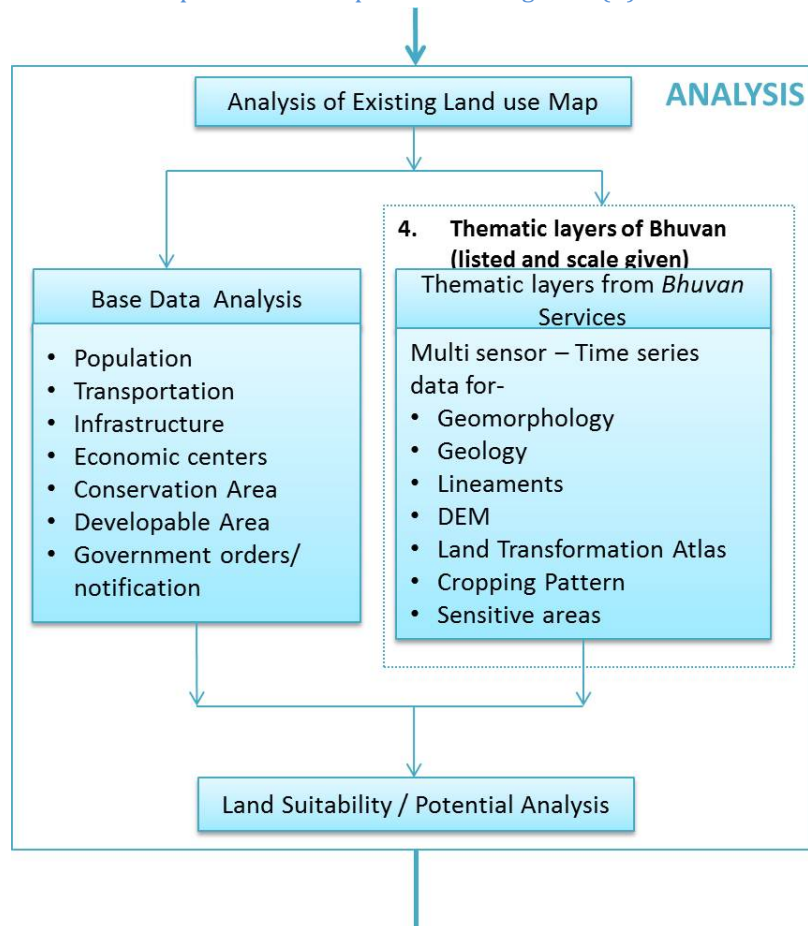 Analysis of Existing Land use Map
ANALYSIS
4. Thematic layers of Bhuvan
(listed and scale given)
Base Data Analysis
• Population
• Transportation
• Infrastructure
• Economic centers
• Conservation Area
• Developable Area
• Government orders/
notification
Thematic layers from Bhuvan
Services
Multi sensor – Time series
data for-
• Geomorphology
• Geology
• Lineaments
• DEM
• Land Transformation Atlas
• Cropping Pattern
• Sensitive areas
Land Suitability / Potential Analysis